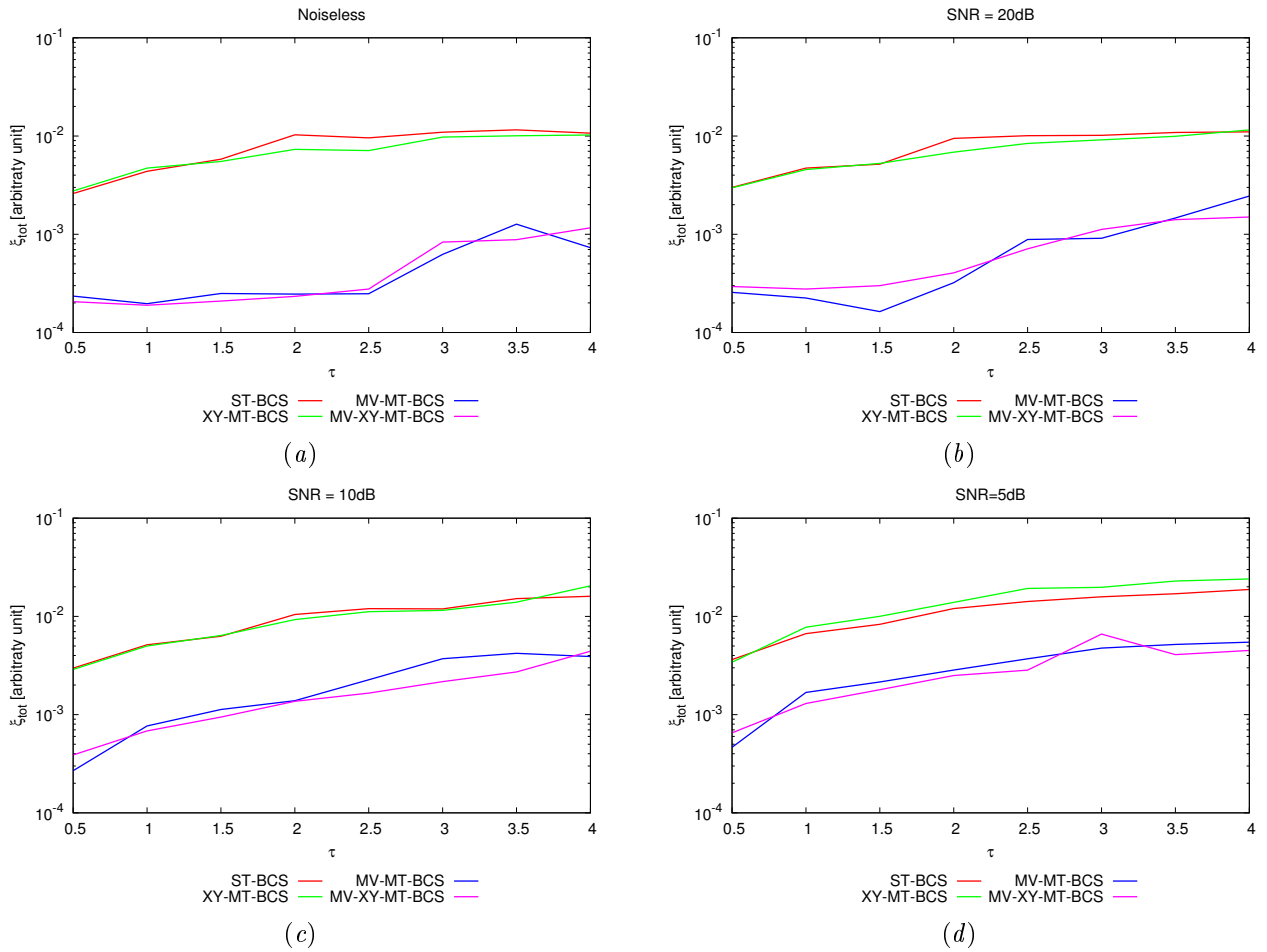 Noiseless
10^-1
10^-2
10^-3
10^-4
ξ_tot [arbitraty unit]
0.5 1 1.5 2 2.5 3 3.5 4
τ
ST-BCS MV-MT-BCS
XY-MT-BCS MV-XY-MT-BCS
(a)
SNR = 20dB
10^-1
10^-2
10^-3
10^-4
ξ_tot [arbitraty unit]
0.5 1 1.5 2 2.5 3 3.5 4
τ
ST-BCS MV-MT-BCS
XY-MT-BCS MV-XY-MT-BCS
(b)
SNR = 10dB
10^-1
10^-2
10^-3
10^-4
ξ_tot [arbitraty unit]
0.5 1 1.5 2 2.5 3 3.5 4
τ
ST-BCS MV-MT-BCS
XY-MT-BCS MV-XY-MT-BCS
(c)
SNR=5dB
10^-1
10^-2
10^-3
10^-4
ξ_tot [arbitraty unit]
0.5 1 1.5 2 2.5 3 3.5 4
τ
ST-BCS MV-MT-BCS
XY-MT-BCS MV-XY-MT-BCS
(d)